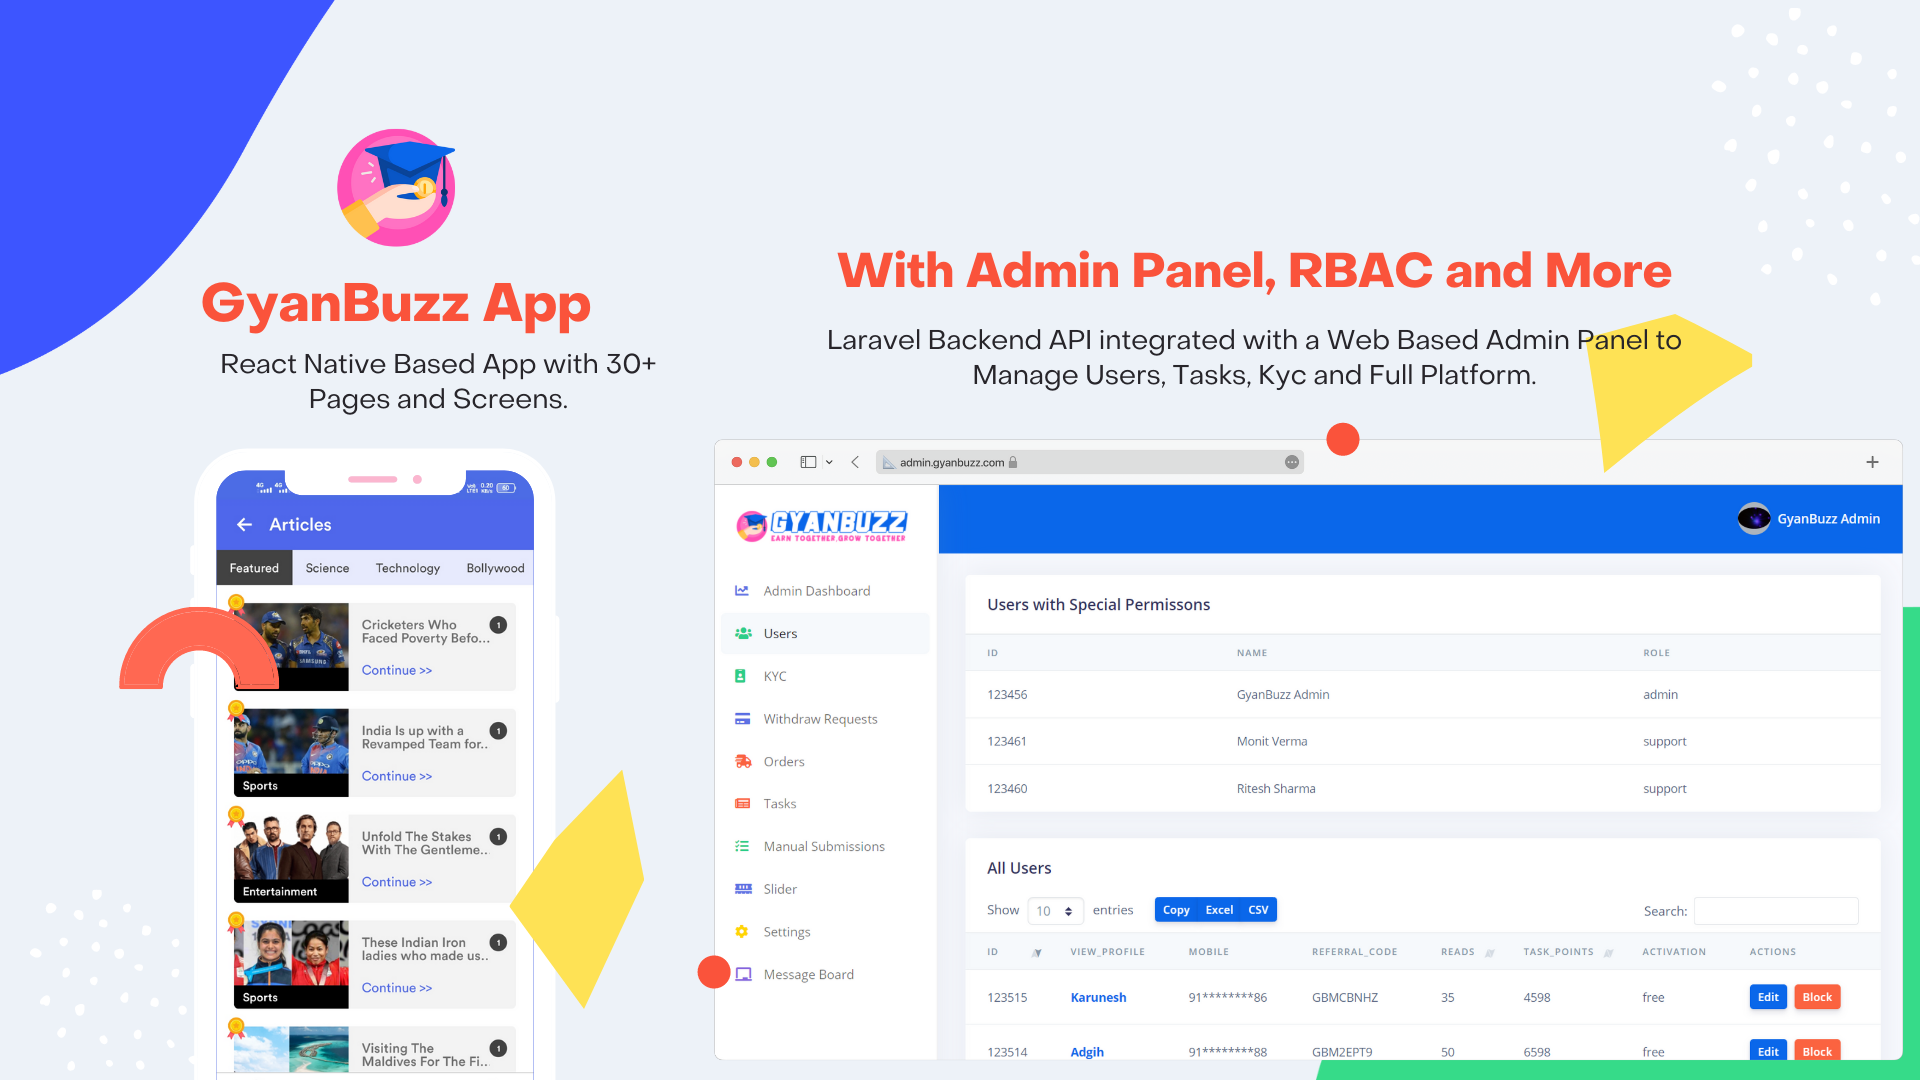 GyanBuzz App
React Native Based App with 30+
Pages and Screens.
With Admin Panel, RBAC and More
Laravel Backend API integrated with a Web Based Admin Panel to
Manage Users, Tasks, Kyc and Full Platform.
4G 4G 0.20 60
Articles
Featured Science Technology Bollywood
Cricketers Who
Faced Poverty Befo... 1
SAMSUNG
Continue >>
India Is up with a
Revamped Team for.. 1
oppo
Continue >>
Sports
Unfold The Stakes
With The Gentleme.. 1
Continue >>
Entertainment
These Indian Iron
ladies who made us.. 1
Continue >>
Sports
Visiting The
Maldives For The Fi... 1
admin.gyanbuzz.com
GYANBUZZ
EARN TOGETHER,GROW TOGETHER
GyanBuzz Admin
Admin Dashboard
Users
KYC
Withdraw Requests
Orders
Tasks
Manual Submissions
Slider
Settings
Message Board
Users with Special Permissons
ID NAME ROLE
123456 GyanBuzz Admin admin
123461 Monit Verma support
123460 Ritesh Sharma support
All Users
Show 10 entries Copy Excel CSV Search:
ID VIEW_PROFILE MOBILE REFERRAL_CODE READS TASK_POINTS ACTIVATION ACTIONS
123515 Karunesh 91********86 GBMCBNHZ 35 4598 free Edit Block
123514 Adgih 91********88 GBM2EPT9 50 6598 free Edit Block